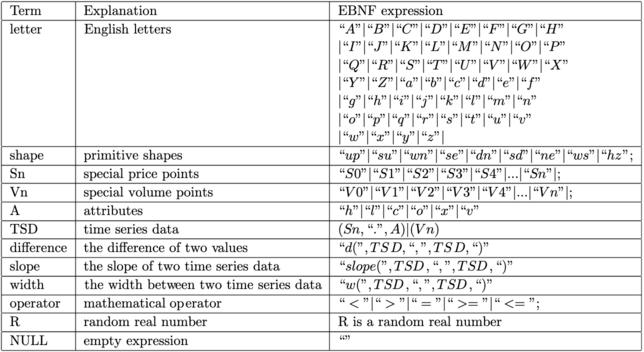 Term Explanation EBNF expression
letter English letters “A”|“B”|“C”|“D”|“E”|“F”|“G”|“H”
|“I”|“J”|“K”|“L”|“M”|“N”|“O”|“P”
|“Q”|“R”|“S”|“T”|“U”|“V”|“W”|“X”
|“Y”|“Z”|“a”|“b”|“c”|“d”|“e”|“f”
|“g”|“h”|“i”|“j”|“k”|“l”|“m”|“n”
|“o”|“p”|“q”|“r”|“s”|“t”|“u”|“v”
|“w”|“x”|“y”|“z”|
shape primitive shapes “up”|“su”|“wn”|“se”|“dn”|“sd”|“ne”|“ws”|“hz”;
Sn special price points “S0”|“S1”|“S2”|“S3”|“S4”|...|“Sn”|;
Vn special volume points “V0”|“V1”|“V2”|“V3”|“V4”|...|“Vn”|;
A attributes “h”|“l”|“c”|“o”|“x”|“v”
TSD time series data (Sn, “.”, A)|(Vn)
difference the difference of two values “d(”, TSD, “,”, TSD, “)”
slope the slope of two time series data “slope(”, TSD, “,”, TSD, “)”
width the width between two time series data “w(”, TSD, “,”, TSD, “)”
operator mathematical operator “ < ”|“ > ”|“ = ”|“ >= ”|“ <= ”;
R random real number R is a random real number
NULL empty expression “”